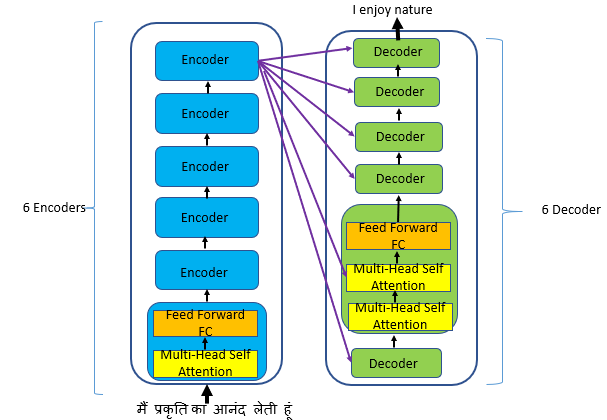 I enjoy nature
6 Encoders
Encoder
Encoder
Encoder
Encoder
Encoder
Feed Forward
FC
Multi-Head Self
Attention
मैं प्रकृति का आनंद लेती हूं
Decoder
Decoder
Decoder
Decoder
Feed Forward
FC
Multi-Head Self
Attention
Multi-Head Self
Attention
Decoder
6 Decoder